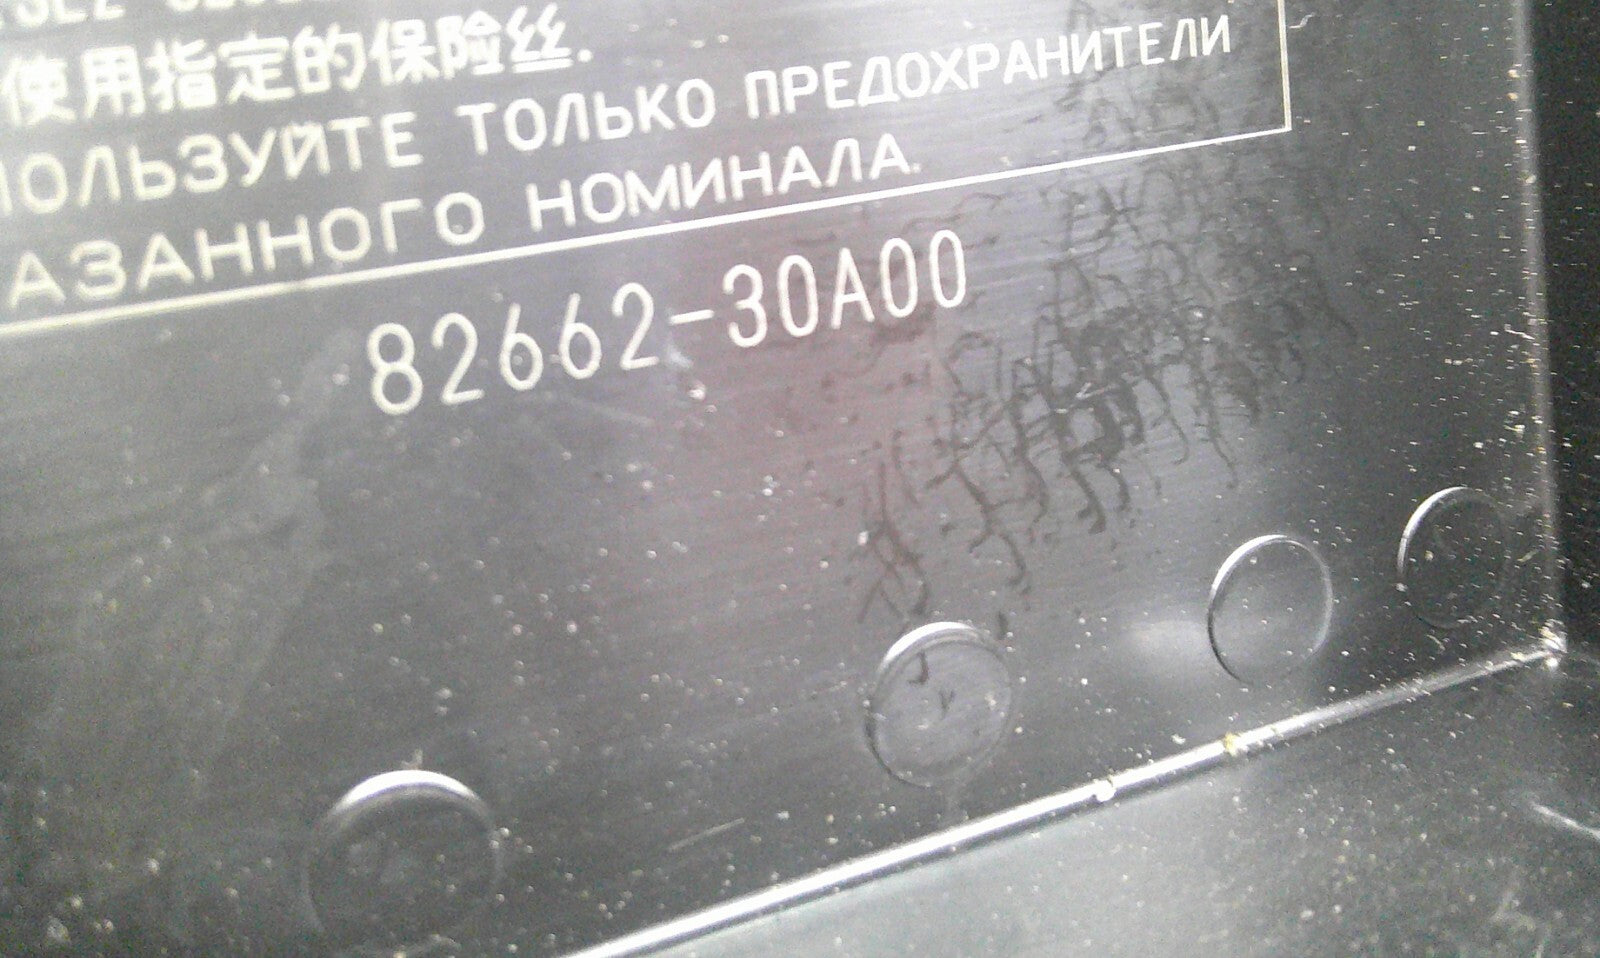 使用指定的保险丝.
ПОЛЬЗУЙТЕ ТОЛЬКО ПРЕДОХРАНИТЕЛИ
АЗАННОГО НОМИНАЛА.
82662-30A00